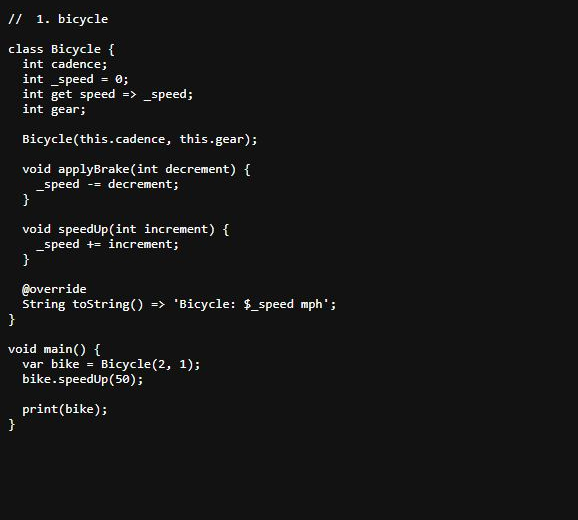 //  1. bicycle
class Bicycle {
  int cadence;
  int _speed = 0;
  int get speed => _speed;
  int gear;
  Bicycle(this.cadence, this.gear);
  void applyBrake(int decrement) {
    _speed -= decrement;
  }
  void speedUp(int increment) {
    _speed += increment;
  }
  @override
  String toString() => 'Bicycle: $_speed mph';
}
void main() {
  var bike = Bicycle(2, 1);
  bike.speedUp(50);
  print(bike);
}